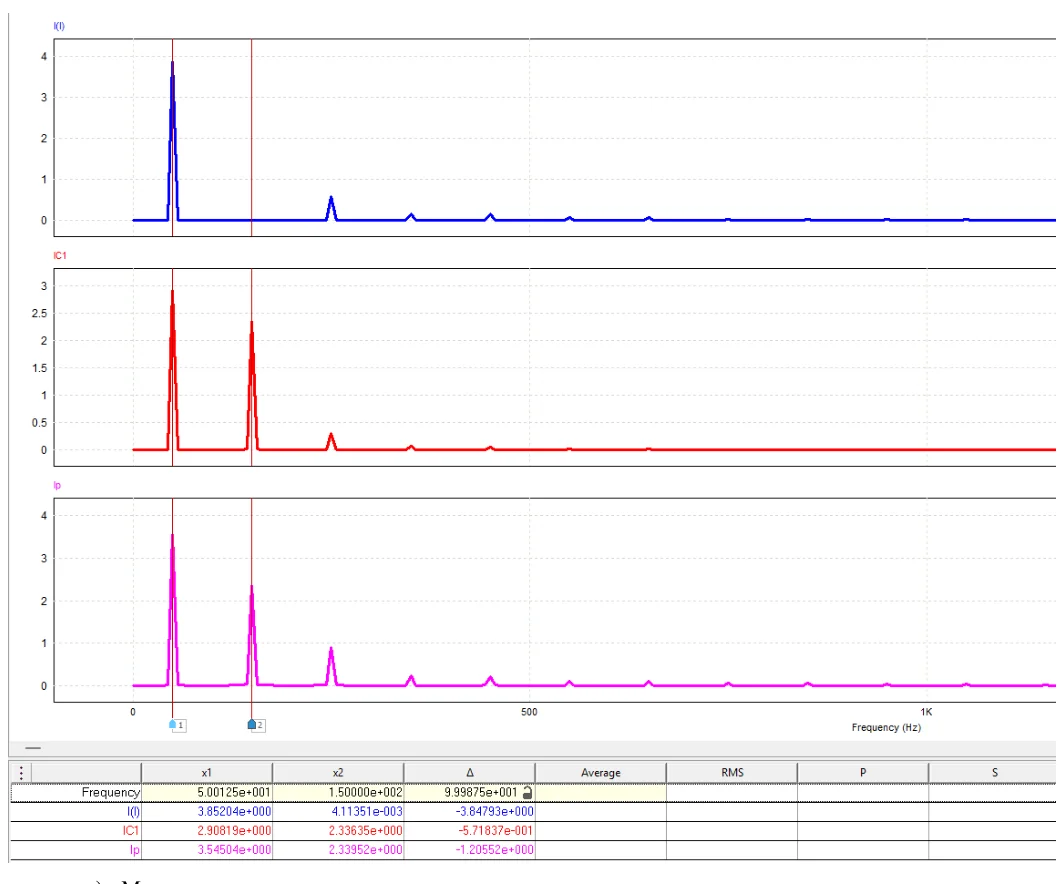 I(I)
4
3
2
1
0
IC1
3
2.5
2
1.5
1
0.5
0
Ip
4
3
2
1
0
0 500 1K
1 2 Frequency (Hz)
x1 x2 Δ Average RMS P S
Frequency 5.00125e+001 1.50000e+002 9.99875e+001
I(I) 3.85204e+000 4.11351e-003 -3.84793e+000
IC1 2.90819e+000 2.33635e+000 -5.71837e-001
Ip 3.54504e+000 2.33952e+000 -1.20552e+000